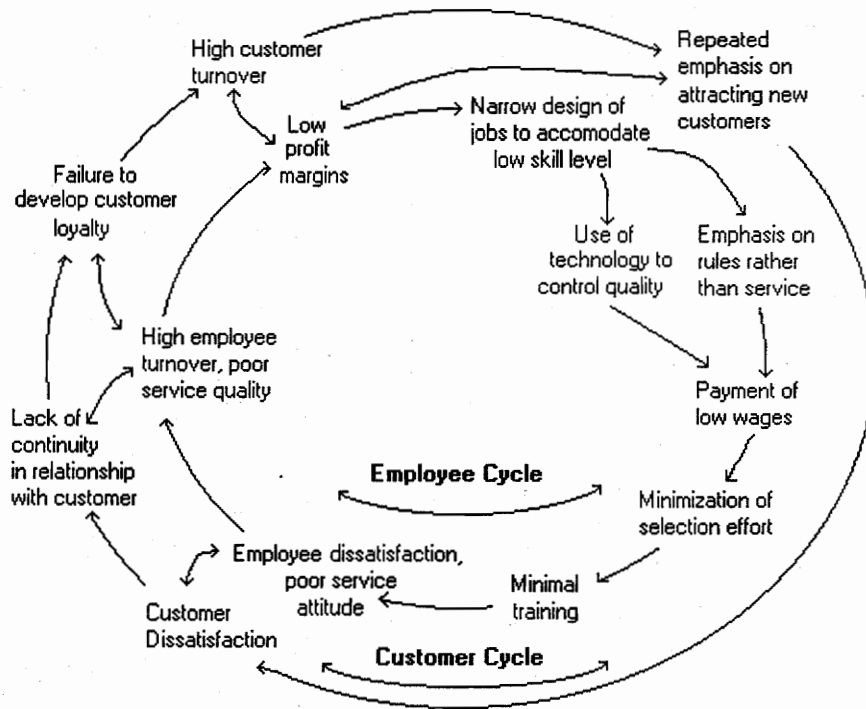 High customer
turnover
Repeated
emphasis on
attracting new
customers
Low
profit
margins
Narrow design of
jobs to accomodate
low skill level
Failure to
develop customer
loyalty
Use of
technology to
control quality
Emphasis on
rules rather
than service
High employee
turnover, poor
service quality
Payment of
low wages
Lack of
continuity
in relationship
with customer
Employee Cycle
Minimization of
selection effort
Employee dissatisfaction,
poor service
attitude
Minimal
training
Customer
Dissatisfaction
Customer Cycle